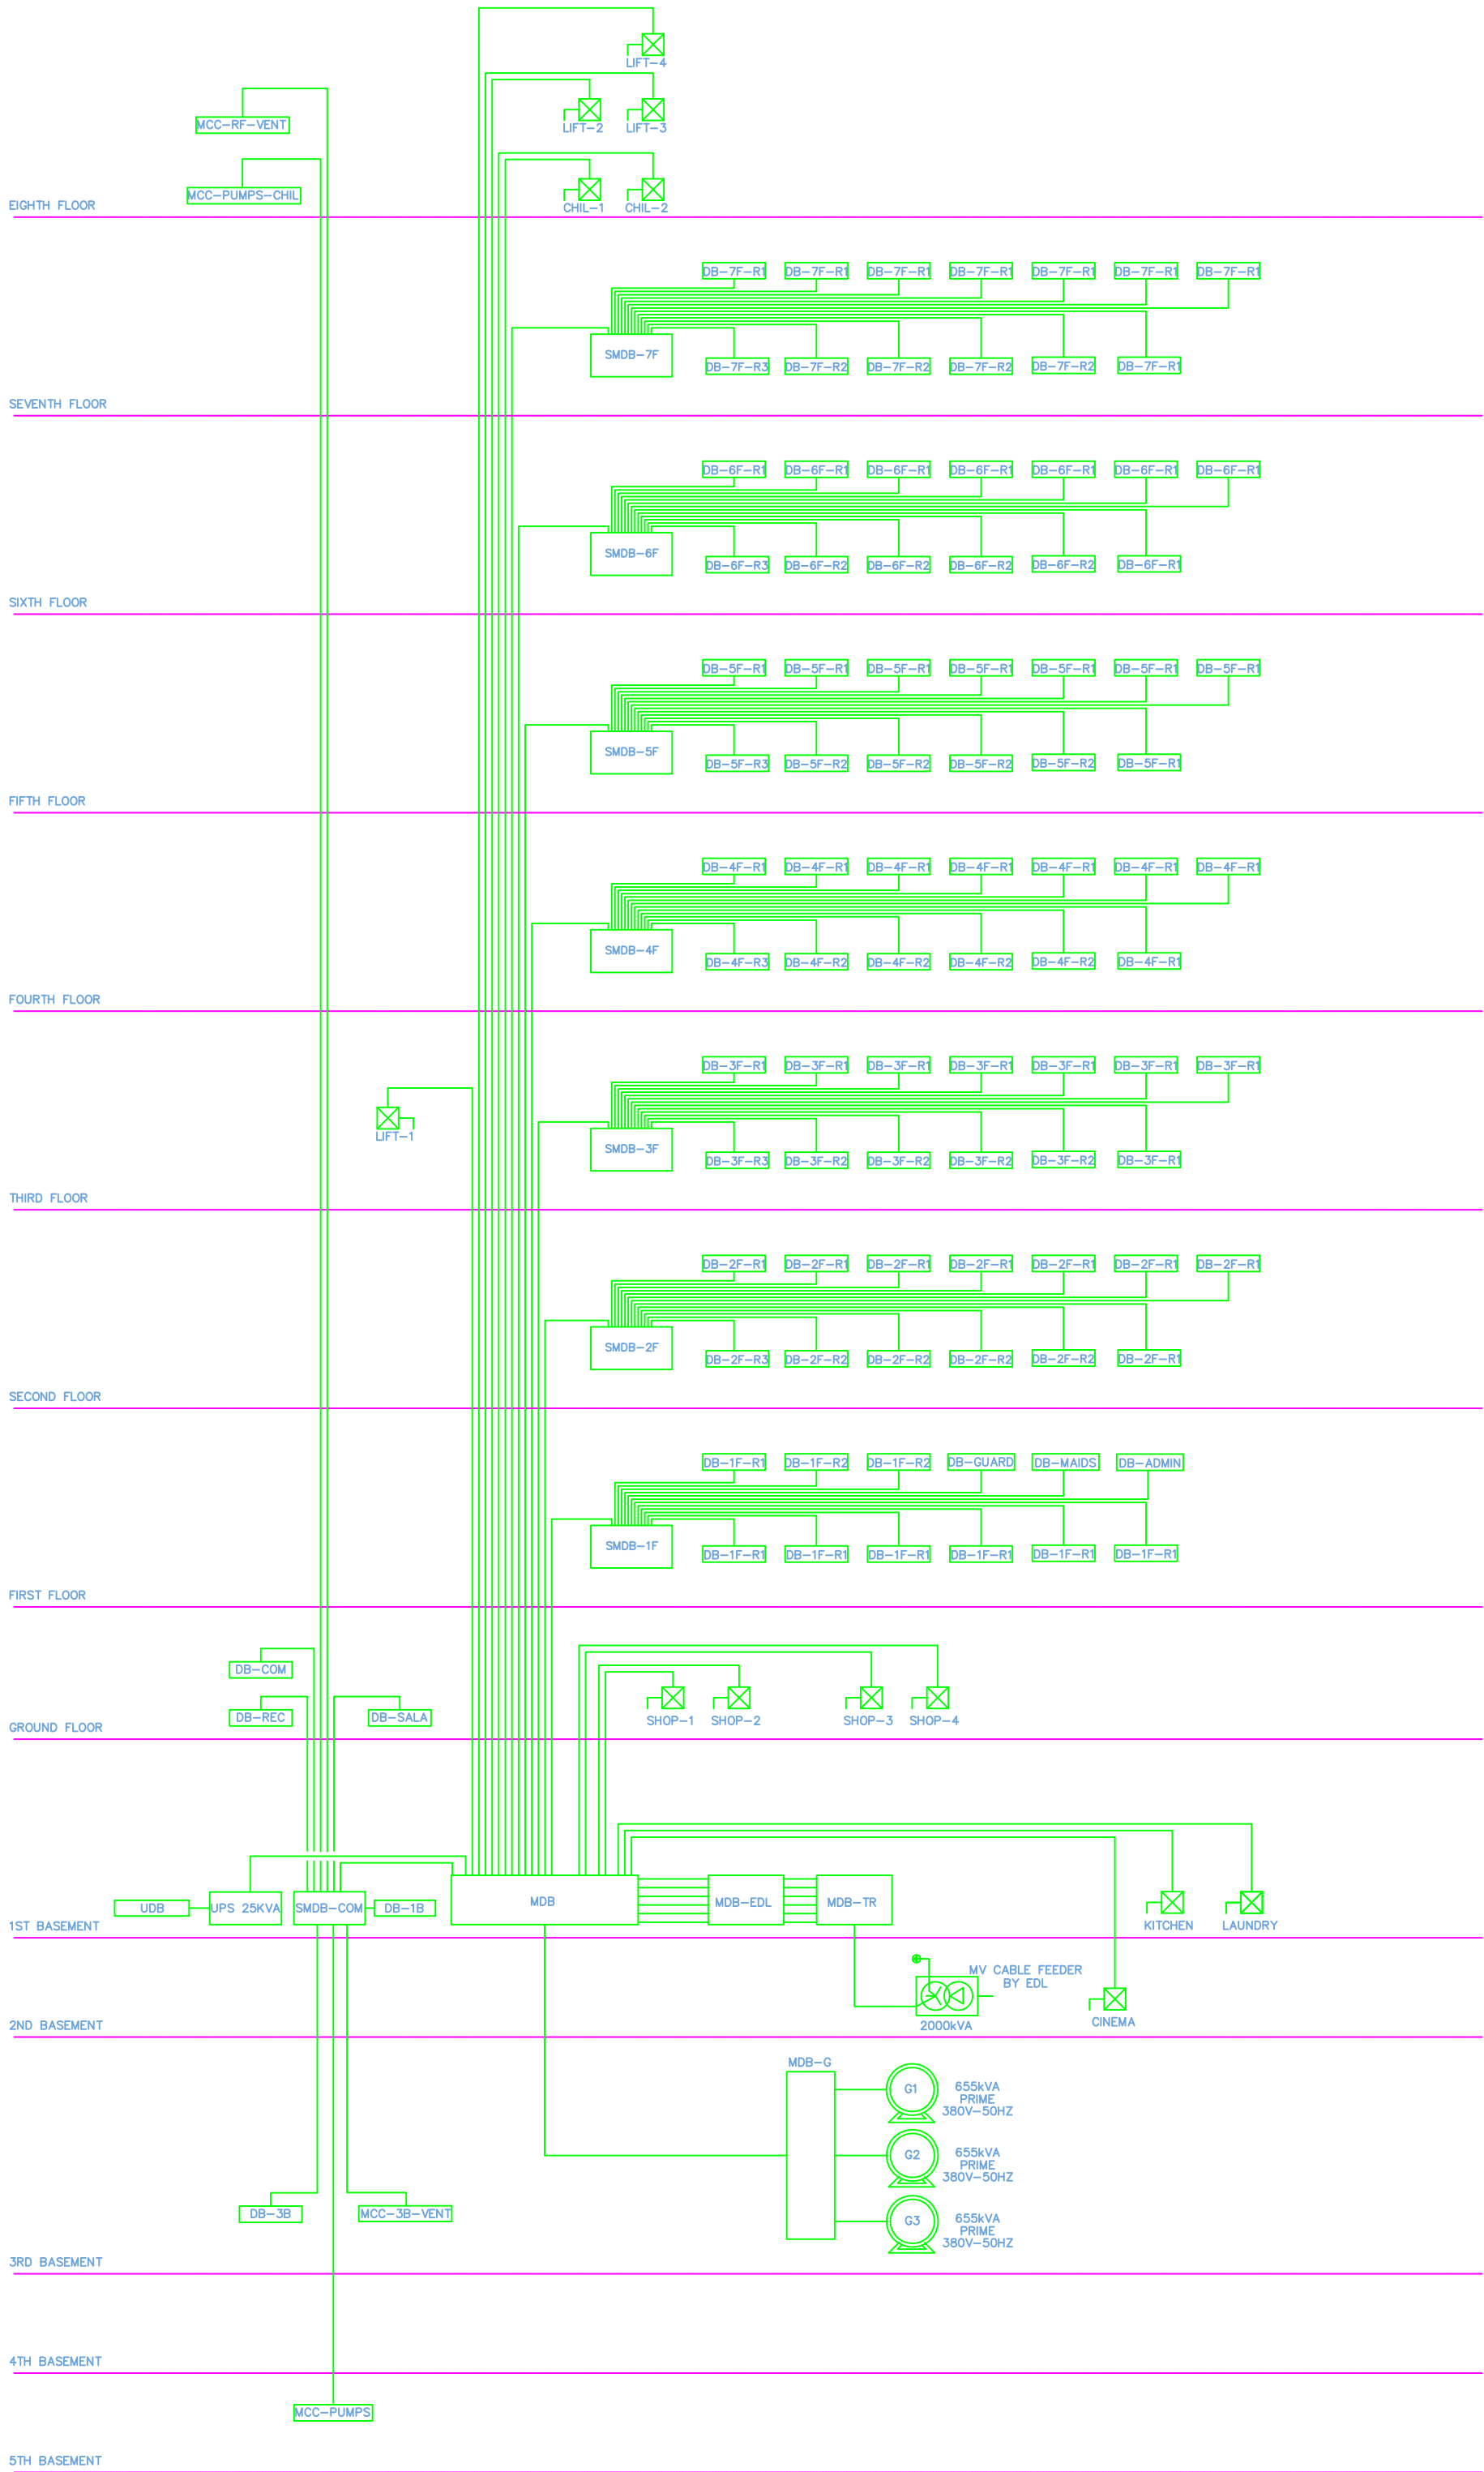 LIFT-4
LIFT-2 LIFT-3
MCC-RF-VENT
MCC-PUMPS-CHIL
CHIL-1 CHIL-2
EIGHTH FLOOR
DB-7F-R1 DB-7F-R1 DB-7F-R1 DB-7F-R1 DB-7F-R1 DB-7F-R1 DB-7F-R1
SMDB-7F
DB-7F-R3 DB-7F-R2 DB-7F-R2 DB-7F-R2 DB-7F-R2 DB-7F-R1
SEVENTH FLOOR
DB-6F-R1 DB-6F-R1 DB-6F-R1 DB-6F-R1 DB-6F-R1 DB-6F-R1 DB-6F-R1
SMDB-6F
DB-6F-R3 DB-6F-R2 DB-6F-R2 DB-6F-R2 DB-6F-R2 DB-6F-R1
SIXTH FLOOR
DB-5F-R1 DB-5F-R1 DB-5F-R1 DB-5F-R1 DB-5F-R1 DB-5F-R1 DB-5F-R1
SMDB-5F
DB-5F-R3 DB-5F-R2 DB-5F-R2 DB-5F-R2 DB-5F-R2 DB-5F-R1
FIFTH FLOOR
DB-4F-R1 DB-4F-R1 DB-4F-R1 DB-4F-R1 DB-4F-R1 DB-4F-R1 DB-4F-R1
SMDB-4F
DB-4F-R3 DB-4F-R2 DB-4F-R2 DB-4F-R2 DB-4F-R2 DB-4F-R1
FOURTH FLOOR
DB-3F-R1 DB-3F-R1 DB-3F-R1 DB-3F-R1 DB-3F-R1 DB-3F-R1 DB-3F-R1
LIFT-1
SMDB-3F
DB-3F-R3 DB-3F-R2 DB-3F-R2 DB-3F-R2 DB-3F-R2 DB-3F-R1
THIRD FLOOR
DB-2F-R1 DB-2F-R1 DB-2F-R1 DB-2F-R1 DB-2F-R1 DB-2F-R1 DB-2F-R1
SMDB-2F
DB-2F-R3 DB-2F-R2 DB-2F-R2 DB-2F-R2 DB-2F-R2 DB-2F-R1
SECOND FLOOR
DB-1F-R1 DB-1F-R2 DB-1F-R2 DB-GUARD DB-MAIDS DB-ADMIN
SMDB-1F
DB-1F-R1 DB-1F-R1 DB-1F-R1 DB-1F-R1 DB-1F-R1 DB-1F-R1
FIRST FLOOR
DB-COM
DB-REC DB-SALA SHOP-1 SHOP-2 SHOP-3 SHOP-4
GROUND FLOOR
UDB UPS 25KVA SMDB-COM DB-1B MDB MDB-EDL MDB-TR
KITCHEN LAUNDRY
1ST BASEMENT
MV CABLE FEEDER
BY EDL
CINEMA
2000kVA
2ND BASEMENT
MDB-G
G1 655kVA
PRIME
380V-50HZ
G2 655kVA
PRIME
380V-50HZ
DB-3B MCC-3B-VENT
G3 655kVA
PRIME
380V-50HZ
3RD BASEMENT
4TH BASEMENT
MCC-PUMPS
5TH BASEMENT